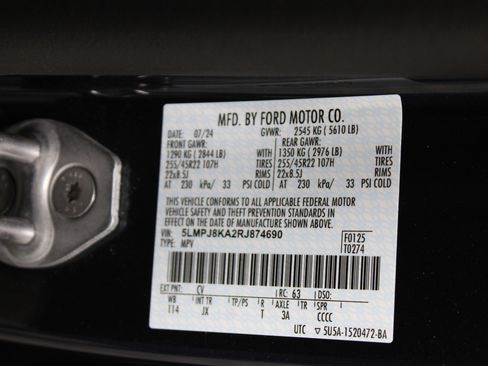 MFD. BY FORD MOTOR CO.
DATE: 07/24 GVWR: 2545 KG ( 5610 LB)
FRONT GAWR: REAR GAWR:
1290 KG ( 2844 LB) WITH 1350 KG ( 2976 LB) WITH
255/45R22 107H TIRES 255/45R22 107H TIRES
22x8.5J RIMS 22x8.5J RIMS
AT 230 kPa/ 33 PSI COLD AT 230 kPa/ 33 PSI COLD
THIS VEHICLE CONFORMS TO ALL APPLICABLE FEDERAL MOTOR
VEHICLE SAFETY AND THEFT PREVENTION STANDARDS IN
EFFECT ON THE DATE OF MANUFACTURE SHOWN ABOVE.
VIN: 5LMPJ8KA2RJ874690 F0125
TYPE: MPV T0274
EXT PNT: CV RC: 63 DSO:
WB INT TR TP/PS R AXLE TR SPR
114 JX T 3A CCCC
UTC ▽5U5A-1520472-BA